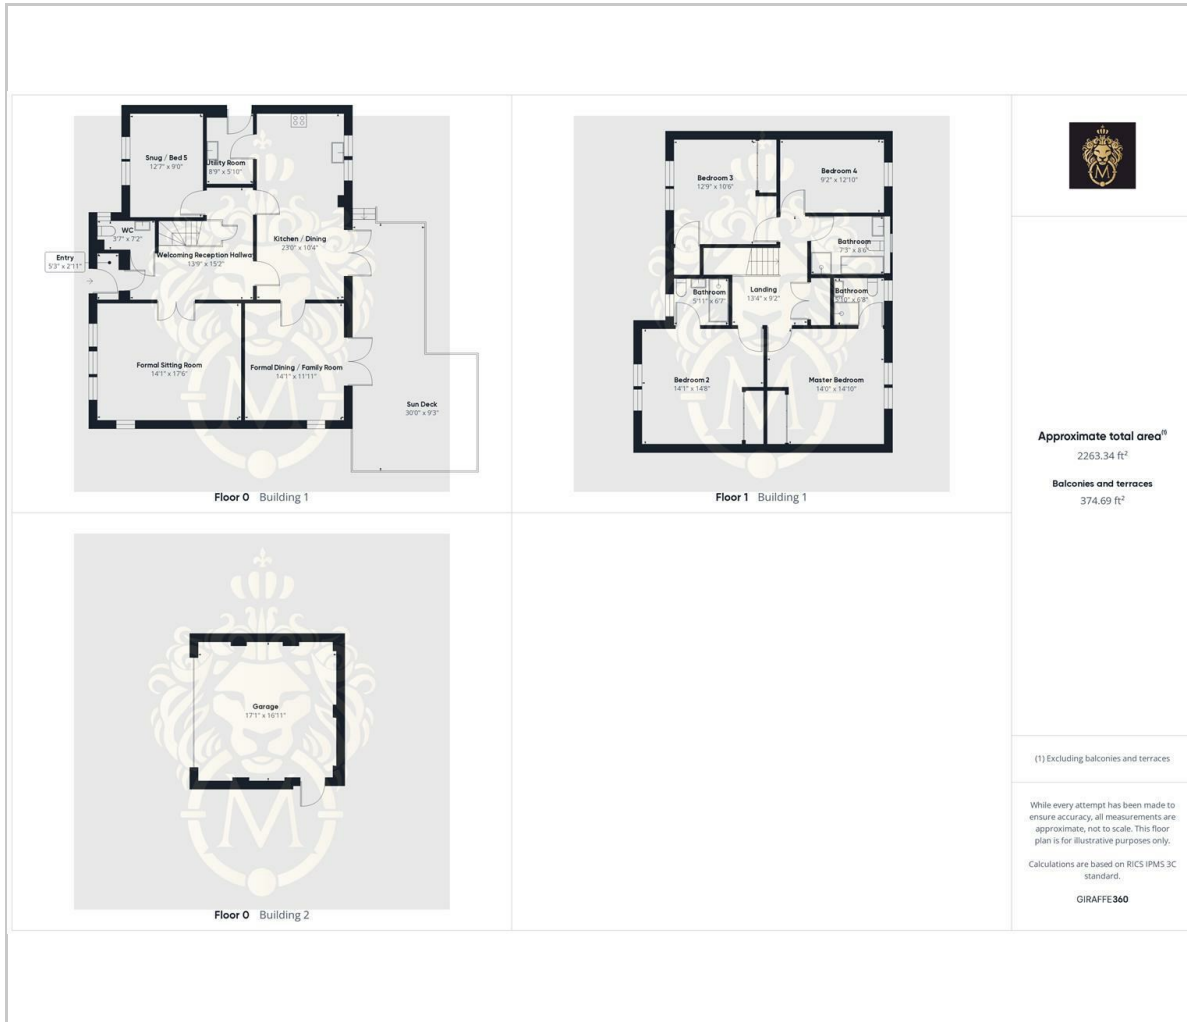 Snug / Bed 5
12'7" x 9'0"
Utility Room
8'9" x 5'10"
WC
3'7" x 7'2"
Entry
5'3" x 2'11"
Welcoming Reception Hallway
13'9" x 15'2"
Kitchen / Dining
23'0" x 10'4"
Formal Sitting Room
14'1" x 17'6"
Formal Dining / Family Room
14'1" x 11'11"
Sun Deck
30'0" x 9'3"
Floor 0 Building 1
Bedroom 3
12'9" x 10'6"
Bedroom 4
9'2" x 12'10"
Bathroom
7'3" x 8'6"
Bathroom
5'11" x 6'7"
Landing
13'4" x 9'2"
Bathroom
5'10" x 6'8"
Bedroom 2
14'1" x 14'8"
Master Bedroom
14'0" x 14'10"
Floor 1 Building 1
Garage
17'1" x 16'11"
Floor 0 Building 2
M
Approximate total area(1)
2263.34 ft²
Balconies and terraces
374.69 ft²
(1) Excluding balconies and terraces
While every attempt has been made to
ensure accuracy, all measurements are
approximate, not to scale. This floor
plan is for illustrative purposes only.
Calculations are based on RICS IPMS 3C
standard.
GIRAFFE360